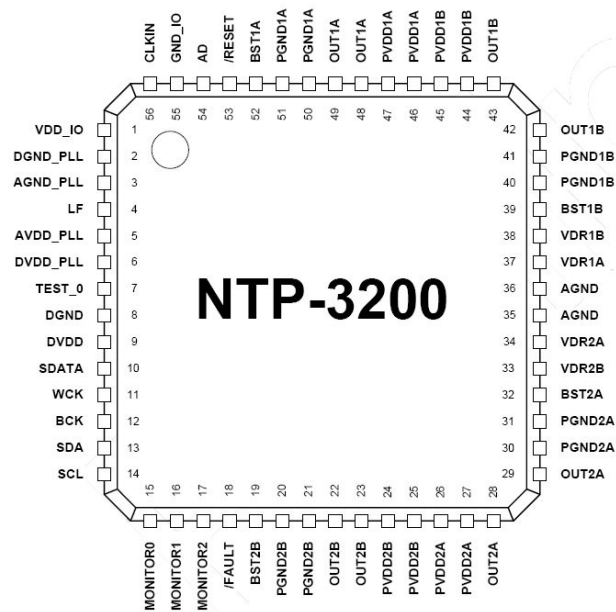 CLKIN
GND_IO
AD
/RESET
BST1A
PGND1A
PGND1A
OUT1A
OUT1A
PVDD1A
PVDD1A
PVDD1B
PVDD1B
OUT1B
56 55 54 53 52 51 50 49 48 47 46 45 44 43
VDD_IO 1
DGND_PLL 2
AGND_PLL 3
LF 4
AVDD_PLL 5
DVDD_PLL 6
TEST_0 7
DGND 8
DVDD 9
SDATA 10
WCK 11
BCK 12
SDA 13
SCL 14
NTP-3200
42 OUT1B
41 PGND1B
40 PGND1B
39 BST1B
38 VDR1B
37 VDR1A
36 AGND
35 AGND
34 VDR2A
33 VDR2B
32 BST2A
31 PGND2A
30 PGND2A
29 OUT2A
15 16 17 18 19 20 21 22 23 24 25 26 27 28
MONITOR0
MONITOR1
MONITOR2
/FAULT
BST2B
PGND2B
PGND2B
OUT2B
OUT2B
PVDD2B
PVDD2B
PVDD2A
PVDD2A
OUT2A